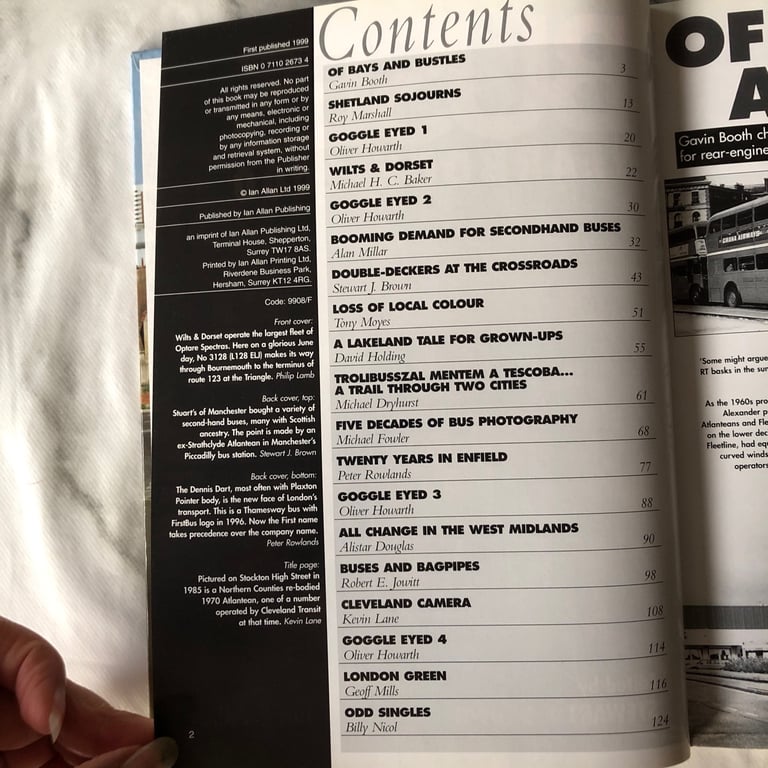 First published 1999
ISBN 0 7110 2673 4
All rights reserved. No part
of this book may be reproduced
or transmitted in any form or by
any means, electronic or
mechanical, including
photocopying, recording or
by any information storage
and retrieval system, without
permission from the Publisher
in writing.
© Ian Allan Ltd 1999
Published by Ian Allan Publishing
an imprint of Ian Allan Publishing Ltd,
Terminal House, Shepperton,
Surrey TW17 8AS.
Printed by Ian Allan Printing Ltd,
Riverdene Business Park,
Hersham, Surrey KT12 4RG.
Code: 9908/F
Front cover:
Wilts & Dorset operate the largest fleet of
Optare Spectras. Here on a glorious June
day, No 3128 (L128 ELJ) makes its way
through Bournemouth to the terminus of
route 123 at the Triangle. Philip Lamb
Back cover, top:
Stuart's of Manchester bought a variety of
second-hand buses, many with Scottish
ancestry. The point is made by an
ex-Strathclyde Atlantean in Manchester's
Piccadilly bus station. Stewart J. Brown
Back cover, bottom:
The Dennis Dart, most often with Plaxton
Pointer body, is the new face of London's
transport. This is a Thamesway bus with
FirstBus logo in 1996. Now the First name
takes precedence over the company name.
Peter Rowlands
Title page:
Pictured on Stockton High Street in
1985 is a Northern Counties re-bodied
1970 Atlantean, one of a number
operated by Cleveland Transit
at that time. Kevin Lane
2
Contents
OF BAYS AND BUSTLES
Gavin Booth 3
SHETLAND SOJOURNS
Roy Marshall 13
GOGGLE EYED 1
Oliver Howarth 20
WILTS & DORSET
Michael H. C. Baker 22
GOGGLE EYED 2
Oliver Howarth 30
BOOMING DEMAND FOR SECONDHAND BUSES
Alan Millar 32
DOUBLE-DECKERS AT THE CROSSROADS
Stewart J. Brown 43
LOSS OF LOCAL COLOUR
Tony Moyes 51
A LAKELAND TALE FOR GROWN-UPS
David Holding 55
TROLIBUSZZAL MENTEM A TESCOBA...
A TRAIL THROUGH TWO CITIES
Michael Dryhurst 61
FIVE DECADES OF BUS PHOTOGRAPHY
Michael Fowler 68
TWENTY YEARS IN ENFIELD
Peter Rowlands 77
GOGGLE EYED 3
Oliver Howarth 88
ALL CHANGE IN THE WEST MIDLANDS
Alistar Douglas 90
BUSES AND BAGPIPES
Robert E. Jowitt 98
CLEVELAND CAMERA
Kevin Lane 108
GOGGLE EYED 4
Oliver Howarth 114
LONDON GREEN
Geoff Mills 116
ODD SINGLES
Billy Nicol 124
OF
A
Gavin Booth ch
for rear-engine
GHANA AIRWAYS
'Some might argue
RT basks in the sun
As the 1960s pro
Alexander p
Atlanteans and Fle
on the lower dec
Fleetline, had equ
curved winds
operators